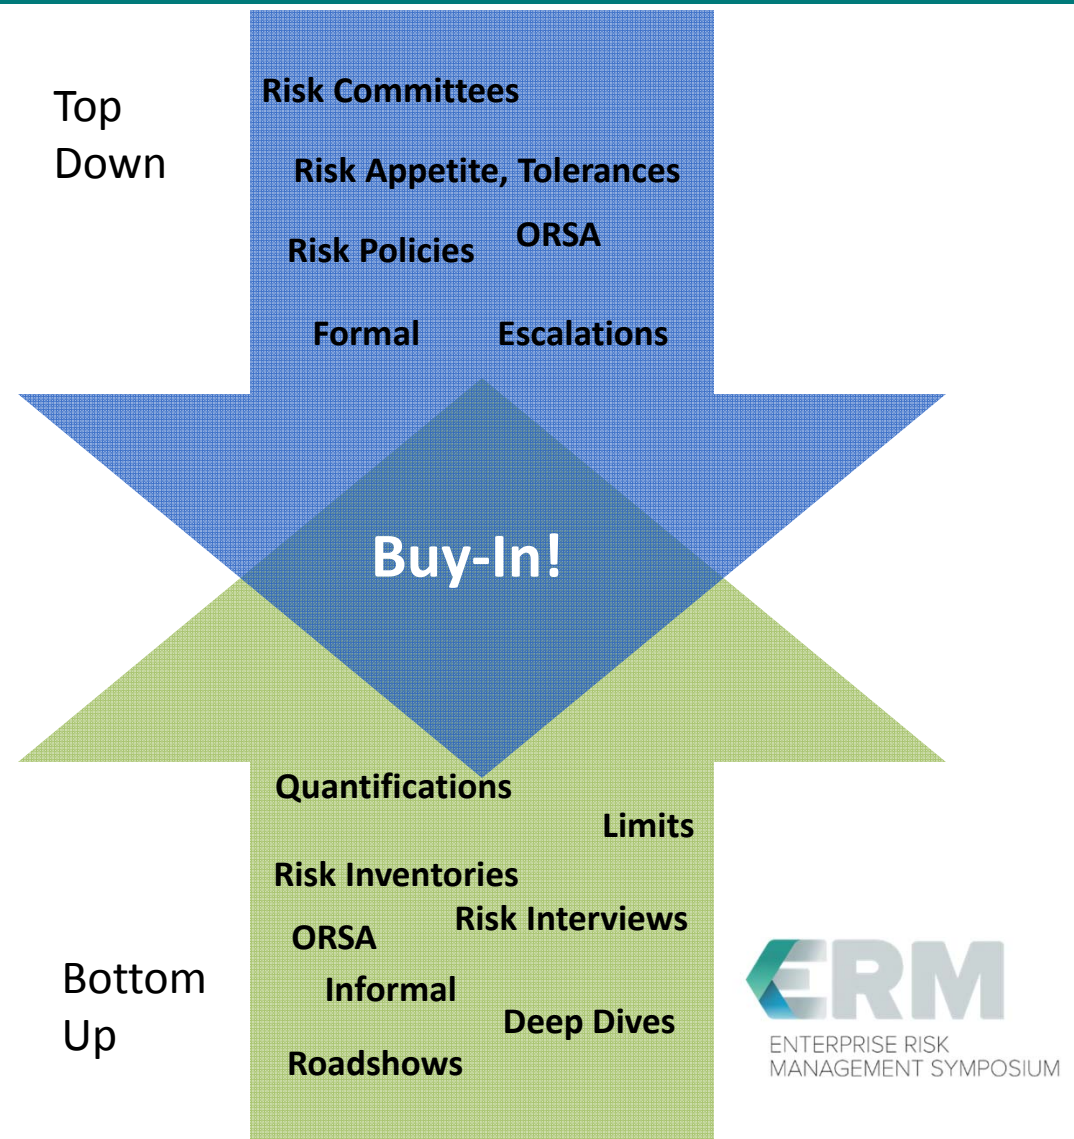 Top
Down
Risk Committees
Risk Appetite, Tolerances
ORSA
Risk Policies
Formal
Escalations
Buy-In!
Quantifications
Limits
Risk Inventories
Risk Interviews
ORSA
Informal
Deep Dives
Roadshows
Bottom
Up
ERM
ENTERPRISE RISK
MANAGEMENT SYMPOSIUM